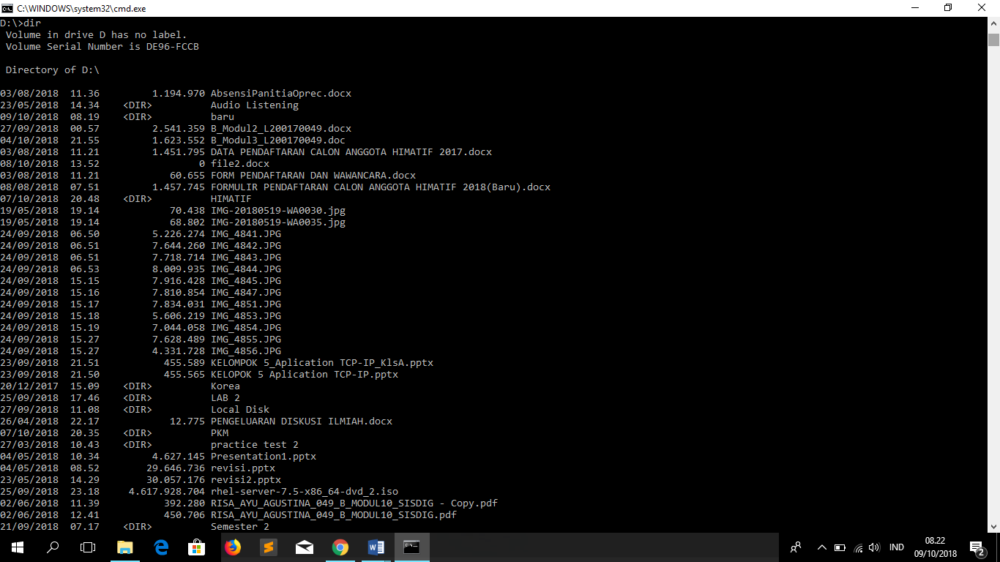 C:\WINDOWS\system32\cmd.exe
D:\>dir
 Volume in drive D has no label.
 Volume Serial Number is DE96-FCCB

 Directory of D:\

03/08/2018  11.36         1.194.970 AbsensiPanitiaOprec.docx
23/05/2018  14.34    <DIR>          Audio Listening
09/10/2018  08.19    <DIR>          baru
27/09/2018  00.57         2.541.359 B_Modul2_L200170049.docx
04/10/2018  21.55         1.623.552 B_Modul3_L200170049.doc
03/08/2018  11.21         1.451.795 DATA PENDAFTARAN CALON ANGGOTA HIMATIF 2017.docx
08/10/2018  13.52                 0 file2.docx
03/08/2018  11.21            60.655 FORM PENDAFTARAN DAN WAWANCARA.docx
08/08/2018  07.51         1.457.745 FORMULIR PENDAFTARAN CALON ANGGOTA HIMATIF 2018(Baru).docx
07/10/2018  20.48    <DIR>          HIMATIF
19/05/2018  19.14            70.438 IMG-20180519-WA0030.jpg
19/05/2018  19.14            68.802 IMG-20180519-WA0035.jpg
24/09/2018  06.50         5.226.274 IMG_4841.JPG
24/09/2018  06.51         7.644.260 IMG_4842.JPG
24/09/2018  06.51         7.718.714 IMG_4843.JPG
24/09/2018  06.53         8.009.935 IMG_4844.JPG
24/09/2018  15.15         7.916.428 IMG_4845.JPG
24/09/2018  15.16         7.810.854 IMG_4847.JPG
24/09/2018  15.17         7.834.031 IMG_4851.JPG
24/09/2018  15.18         5.606.219 IMG_4853.JPG
24/09/2018  15.19         7.044.058 IMG_4854.JPG
24/09/2018  15.27         7.628.489 IMG_4855.JPG
24/09/2018  15.27         4.331.728 IMG_4856.JPG
23/09/2018  21.51           455.589 KELOMPOK 5_Aplication TCP-IP_KlsA.pptx
23/09/2018  21.50           455.565 KELOPOK 5 Aplication TCP-IP.pptx
20/12/2017  15.09    <DIR>          Korea
25/09/2018  17.46    <DIR>          LAB 2
27/09/2018  11.08    <DIR>          Local Disk
26/04/2018  22.17            12.775 PENGELUARAN DISKUSI ILMIAH.docx
07/10/2018  20.35    <DIR>          PKM
27/03/2018  10.43    <DIR>          practice test 2
04/05/2018  10.34         4.627.145 Presentation1.pptx
04/05/2018  08.52        29.646.736 revisi.pptx
23/05/2018  14.29        30.057.176 revisi2.pptx
25/09/2018  23.18     4.617.928.704 rhel-server-7.5-x86_64-dvd_2.iso
02/06/2018  11.39           392.280 RISA_AYU_AGUSTINA_049_B_MODUL10_SISDIG - Copy.pdf
02/06/2018  12.41           450.706 RISA_AYU_AGUSTINA_049_B_MODUL10_SISDIG.pdf
21/09/2018  07.17    <DIR>          Semester 2
IND
08.22
09/10/2018
2